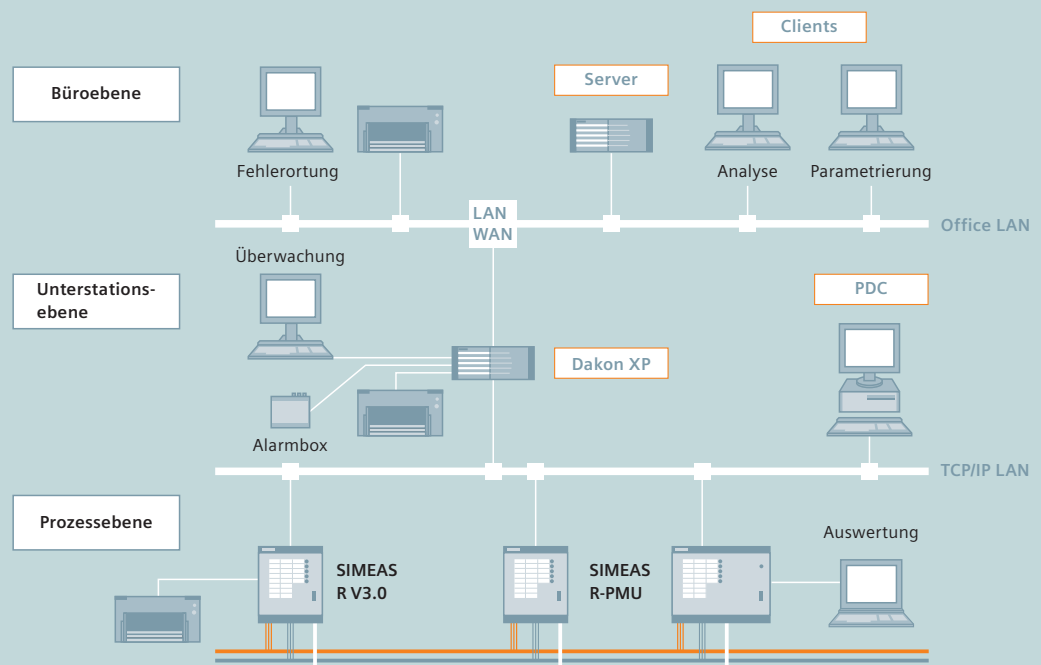 Clients
Büroebene
Server
Fehlerortung
Analyse
Parametrierung
LAN
WAN
Office LAN
Überwachung
Unterstations-
ebene
PDC
Dakon XP
Alarmbox
TCP/IP LAN
Prozessebene
Auswertung
SIMEAS
R V3.0
SIMEAS
R-PMU